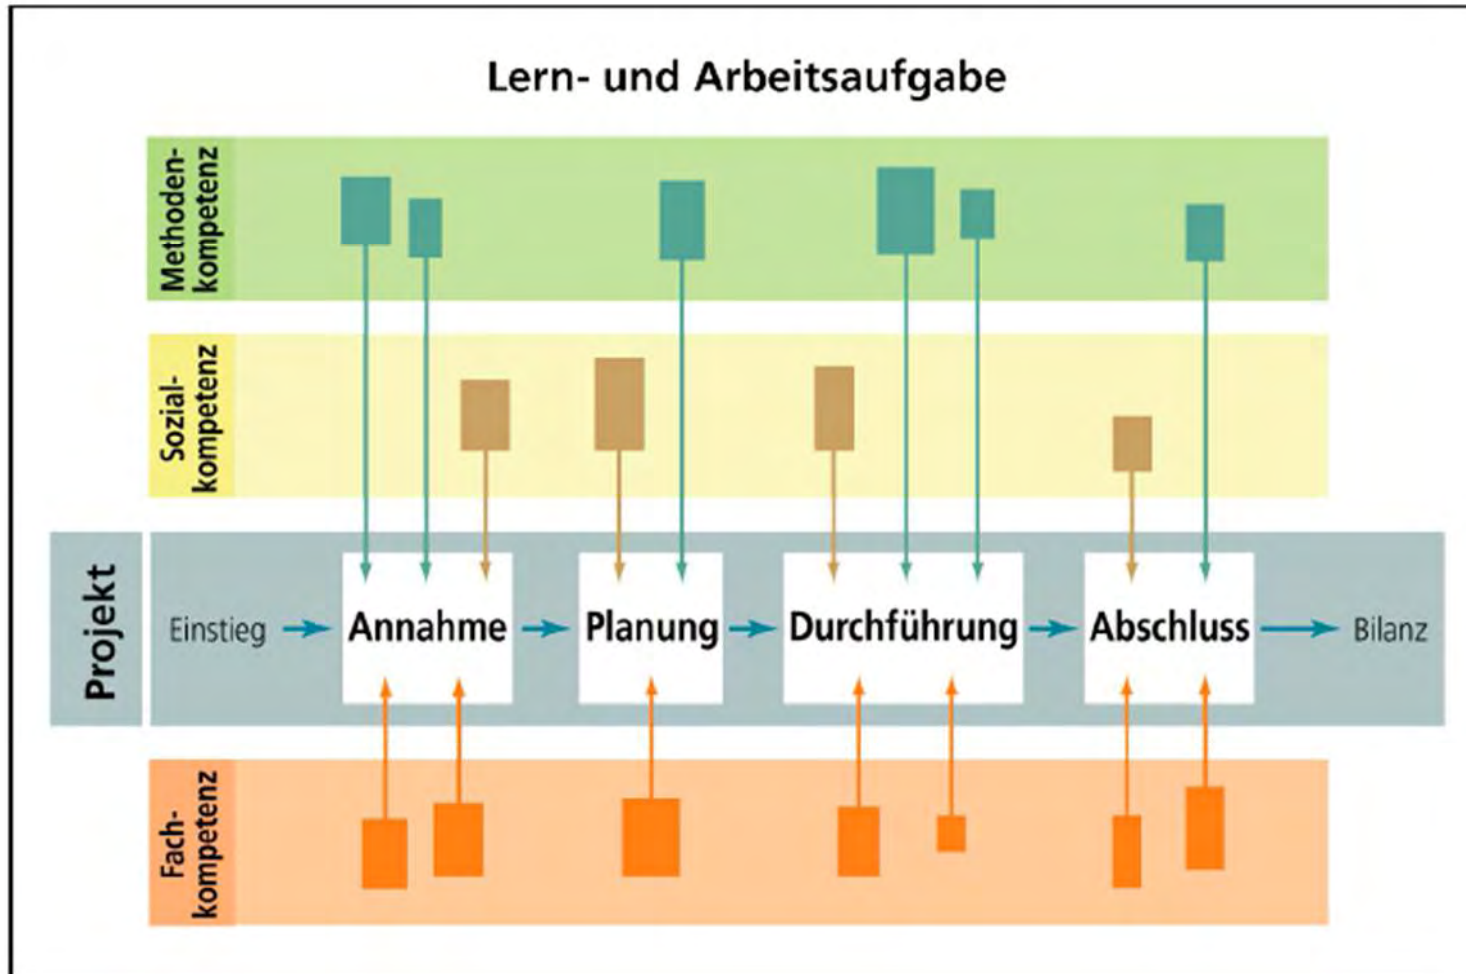 Lern- und Arbeitsaufgabe
Methoden-
kompetenz
Sozial-
kompetenz
Projekt
Einstieg
Annahme
Planung
Durchführung
Abschluss
Bilanz
Fach-
kompetenz